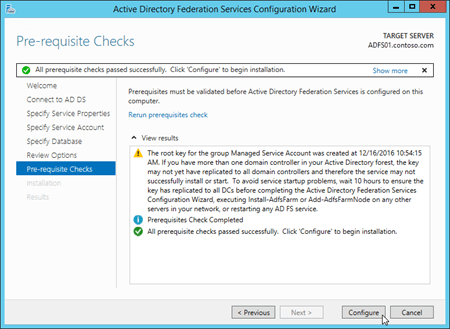 Active Directory Federation Services Configuration Wizard
Pre-requisite Checks
TARGET SERVER
ADFS01.contoso.com
All prerequisite checks passed successfully. Click 'Configure' to begin installation.
Show more
Welcome
Connect to AD DS
Specify Service Properties
Specify Service Account
Specify Database
Review Options
Pre-requisite Checks
Installation
Results
Prerequisites must be validated before Active Directory Federation Services is configured on this
computer.
Rerun prerequisites check
View results
The root key for the group Managed Service Account was created at 12/16/2016 10:54:15
AM. If you have more than one domain controller in your Active Directory forest, the key
may not yet have replicated to all domain controllers and therefore the service may not
successfully install or start. To avoid service startup problems, wait 10 hours to ensure the
key has replicated to all DCs before completing the Active Directory Federation Services
Configuration Wizard, executing Install-AdfsFarm or Add-AdfsFarmNode on any other
servers in your network, or restarting any AD FS service.
Prerequisites Check Completed
All prerequisite checks passed successfully. Click 'Configure' to begin installation.
< Previous
Next >
Configure
Cancel